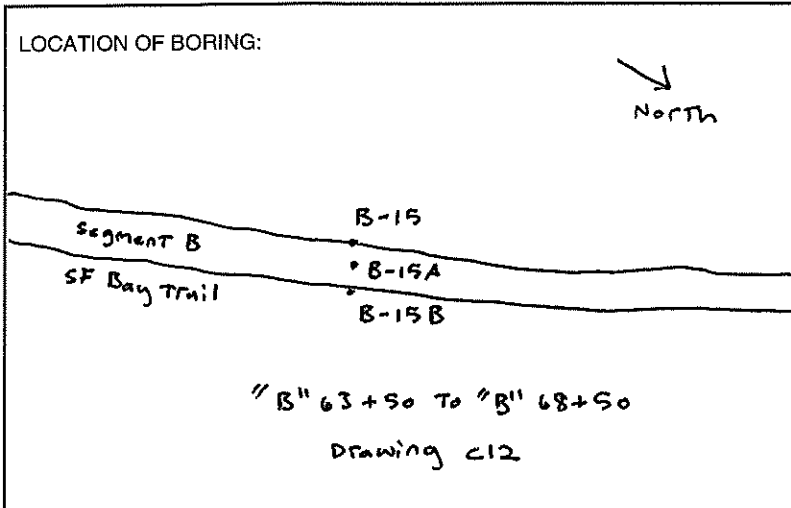 LOCATION OF BORING:
North
B-15
Segment B
B-15A
SF Bay Trail
B-15B
"B" 63+50 To "B" 68+50
Drawing C12